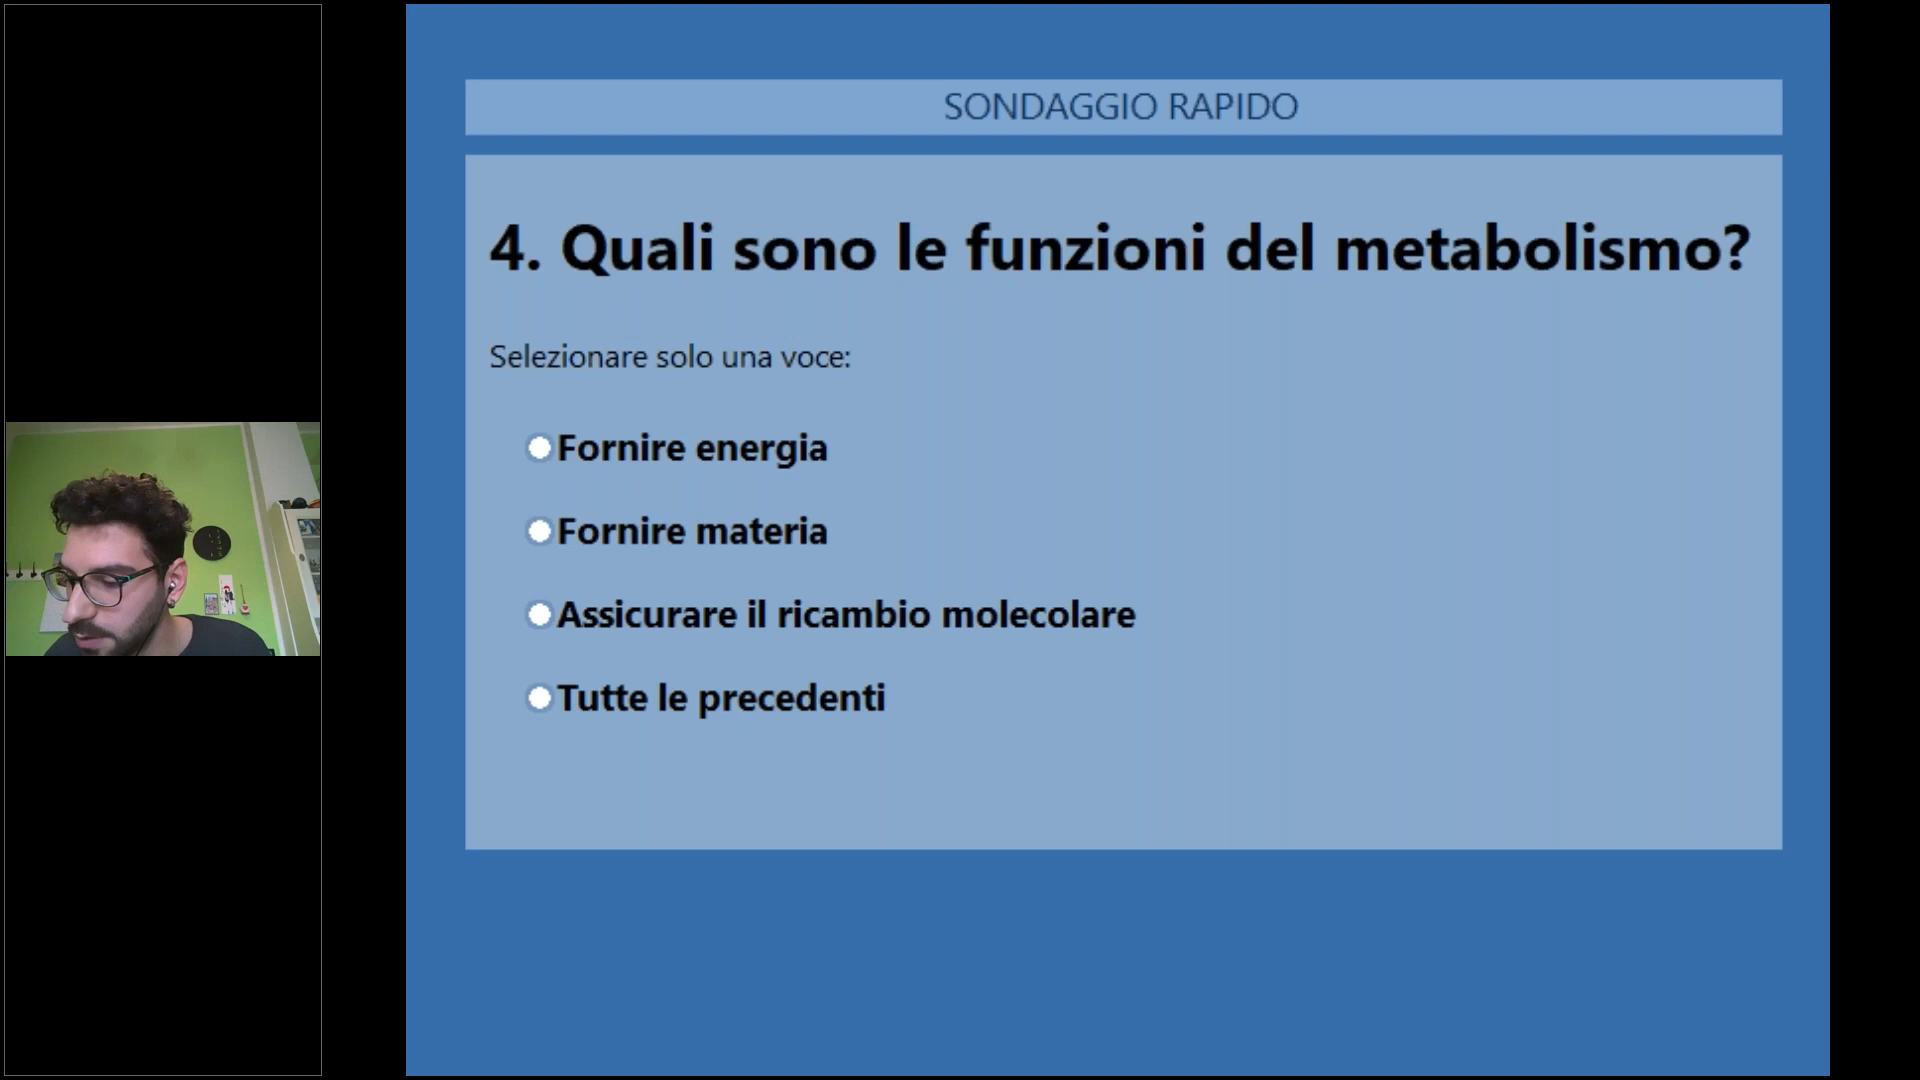 SONDAGGIO RAPIDO
4. Quali sono le funzioni del metabolismo?
Selezionare solo una voce:
Fornire energia
Fornire materia
Assicurare il ricambio molecolare
Tutte le precedenti